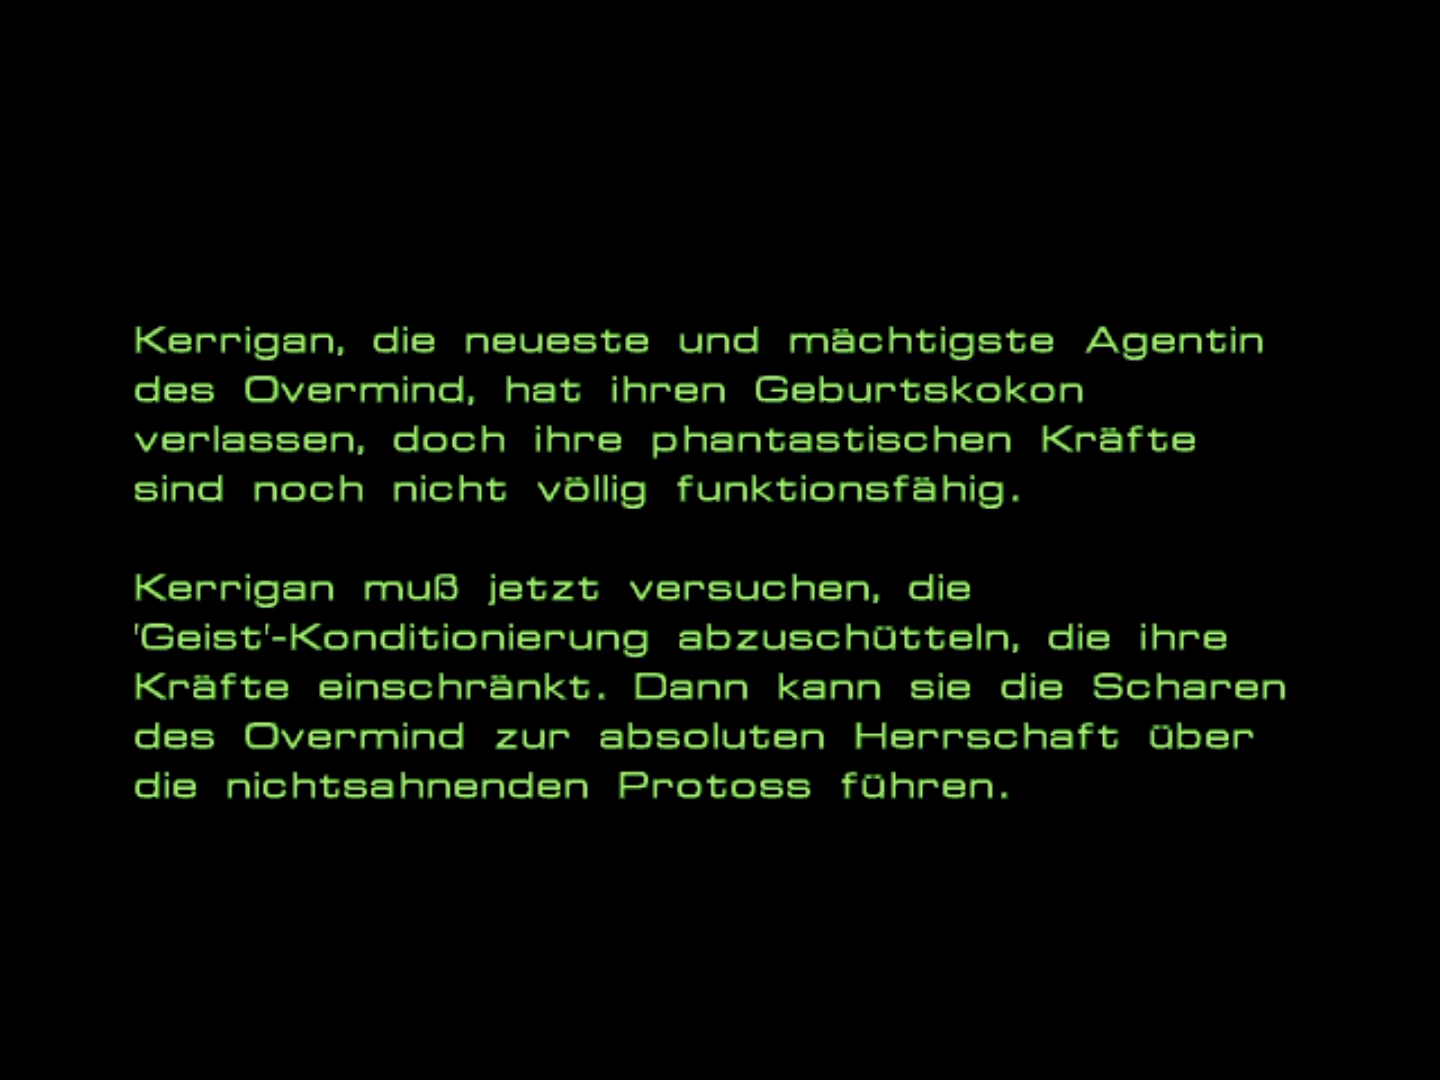 Kerrigan, die neueste und mächtigste Agentin
des Overmind, hat ihren Geburtskokon
verlassen, doch ihre phantastischen Kräfte
sind noch nicht völlig funktionsfähig.
Kerrigan muß jetzt versuchen, die
'Geist'-Konditionierung abzuschütteln, die ihre
Kräfte einschränkt. Dann kann sie die Scharen
des Overmind zur absoluten Herrschaft über
die nichtsahnenden Protoss führen.